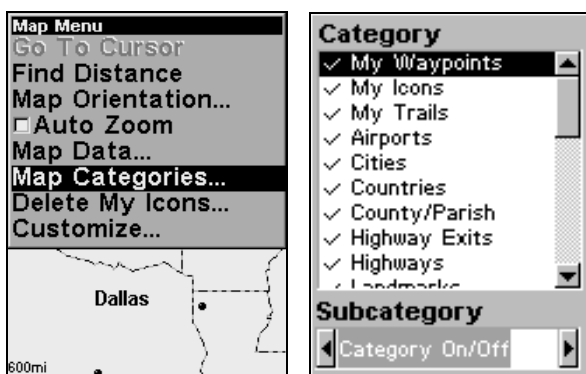 Map Menu
Go To Cursor
Find Distance
Map Orientation...
Auto Zoom
Map Data...
Map Categories...
Delete My Icons...
Customize...
Dallas
600mi
Category
My Waypoints
My Icons
My Trails
Airports
Cities
Countries
County/Parish
Highway Exits
Highways
Landmarks
Subcategory
Category On/Off